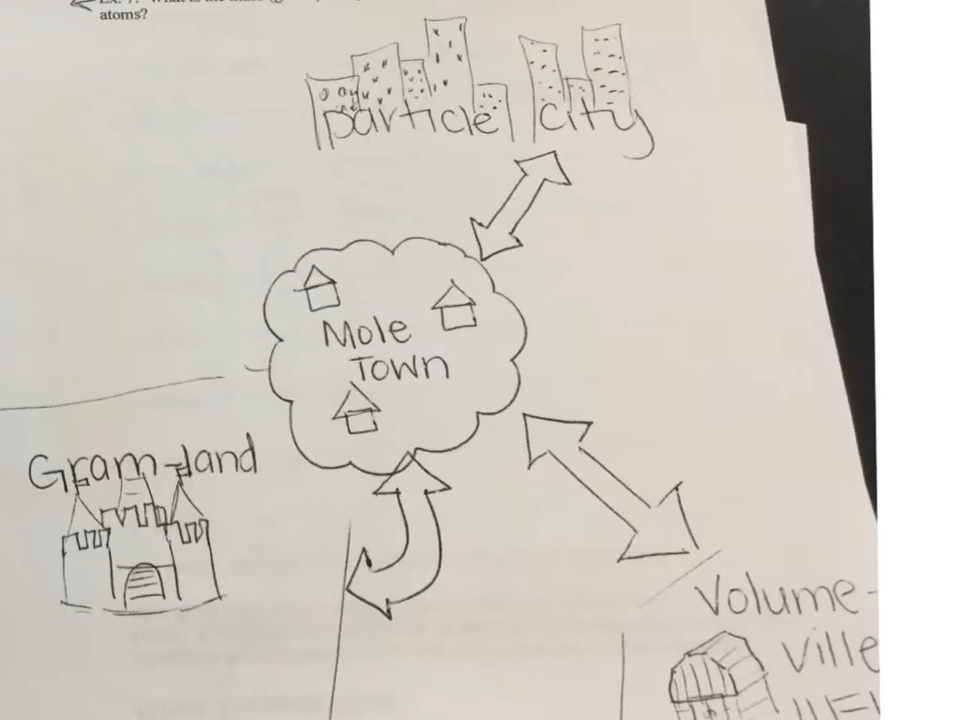 atoms?
particle city
Mole
Town
Gram-land
Volume-
Ville